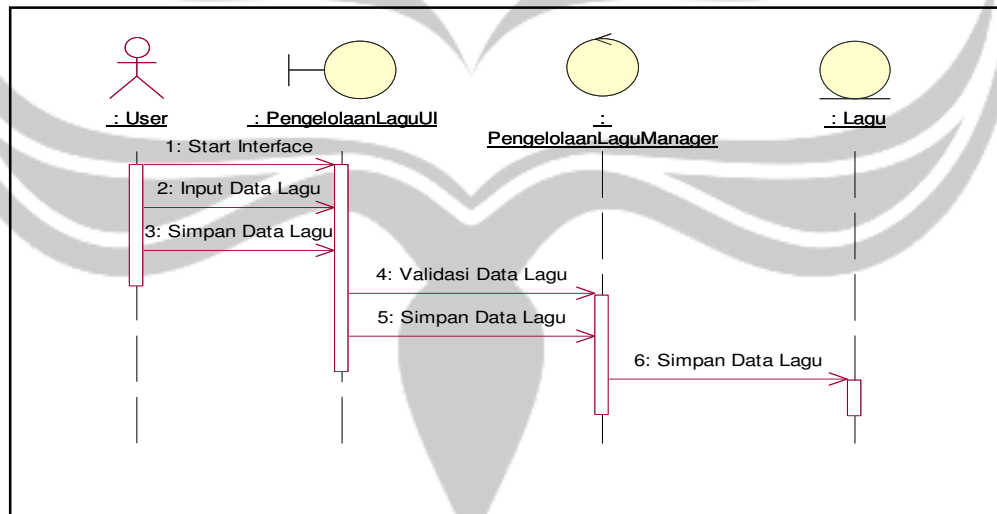 : User
: PengelolaanLaguUI
:
PengelolaanLaguManager
: Lagu
1: Start Interface
2: Input Data Lagu
3: Simpan Data Lagu
4: Validasi Data Lagu
5: Simpan Data Lagu
6: Simpan Data Lagu